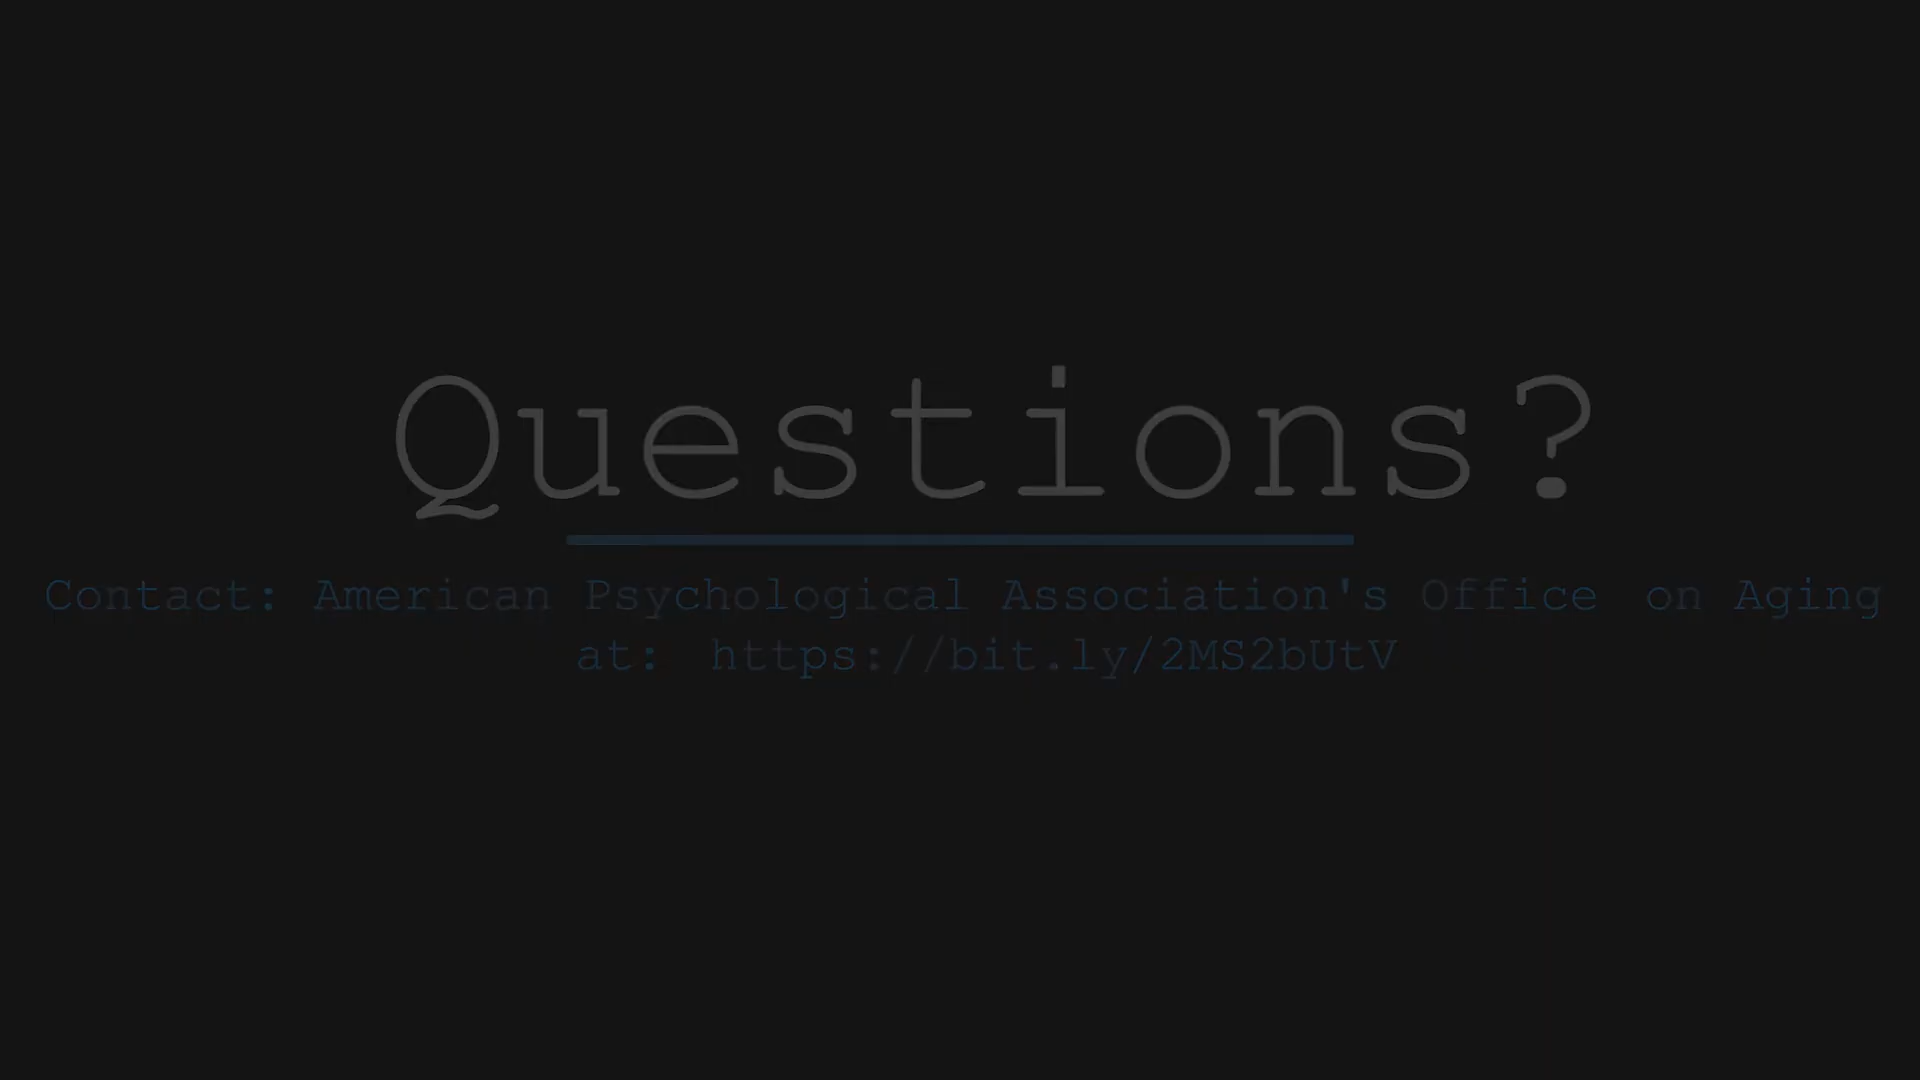 Questions?
Contact: American Psychological Association's Office on Aging
at: https://bit.ly/2MS2bUtV